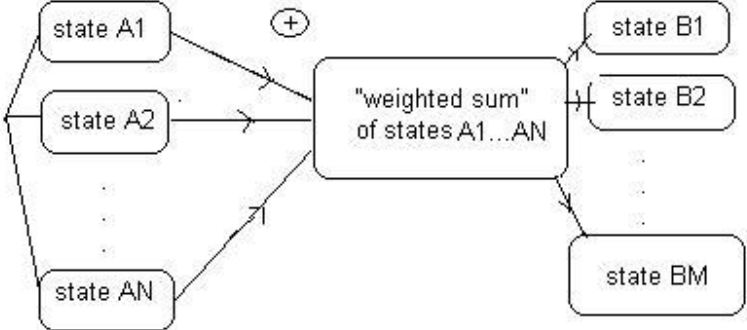 state A1
+
state B1
state A2
"weighted sum"
of states A1...AN
state B2
state AN
state BM